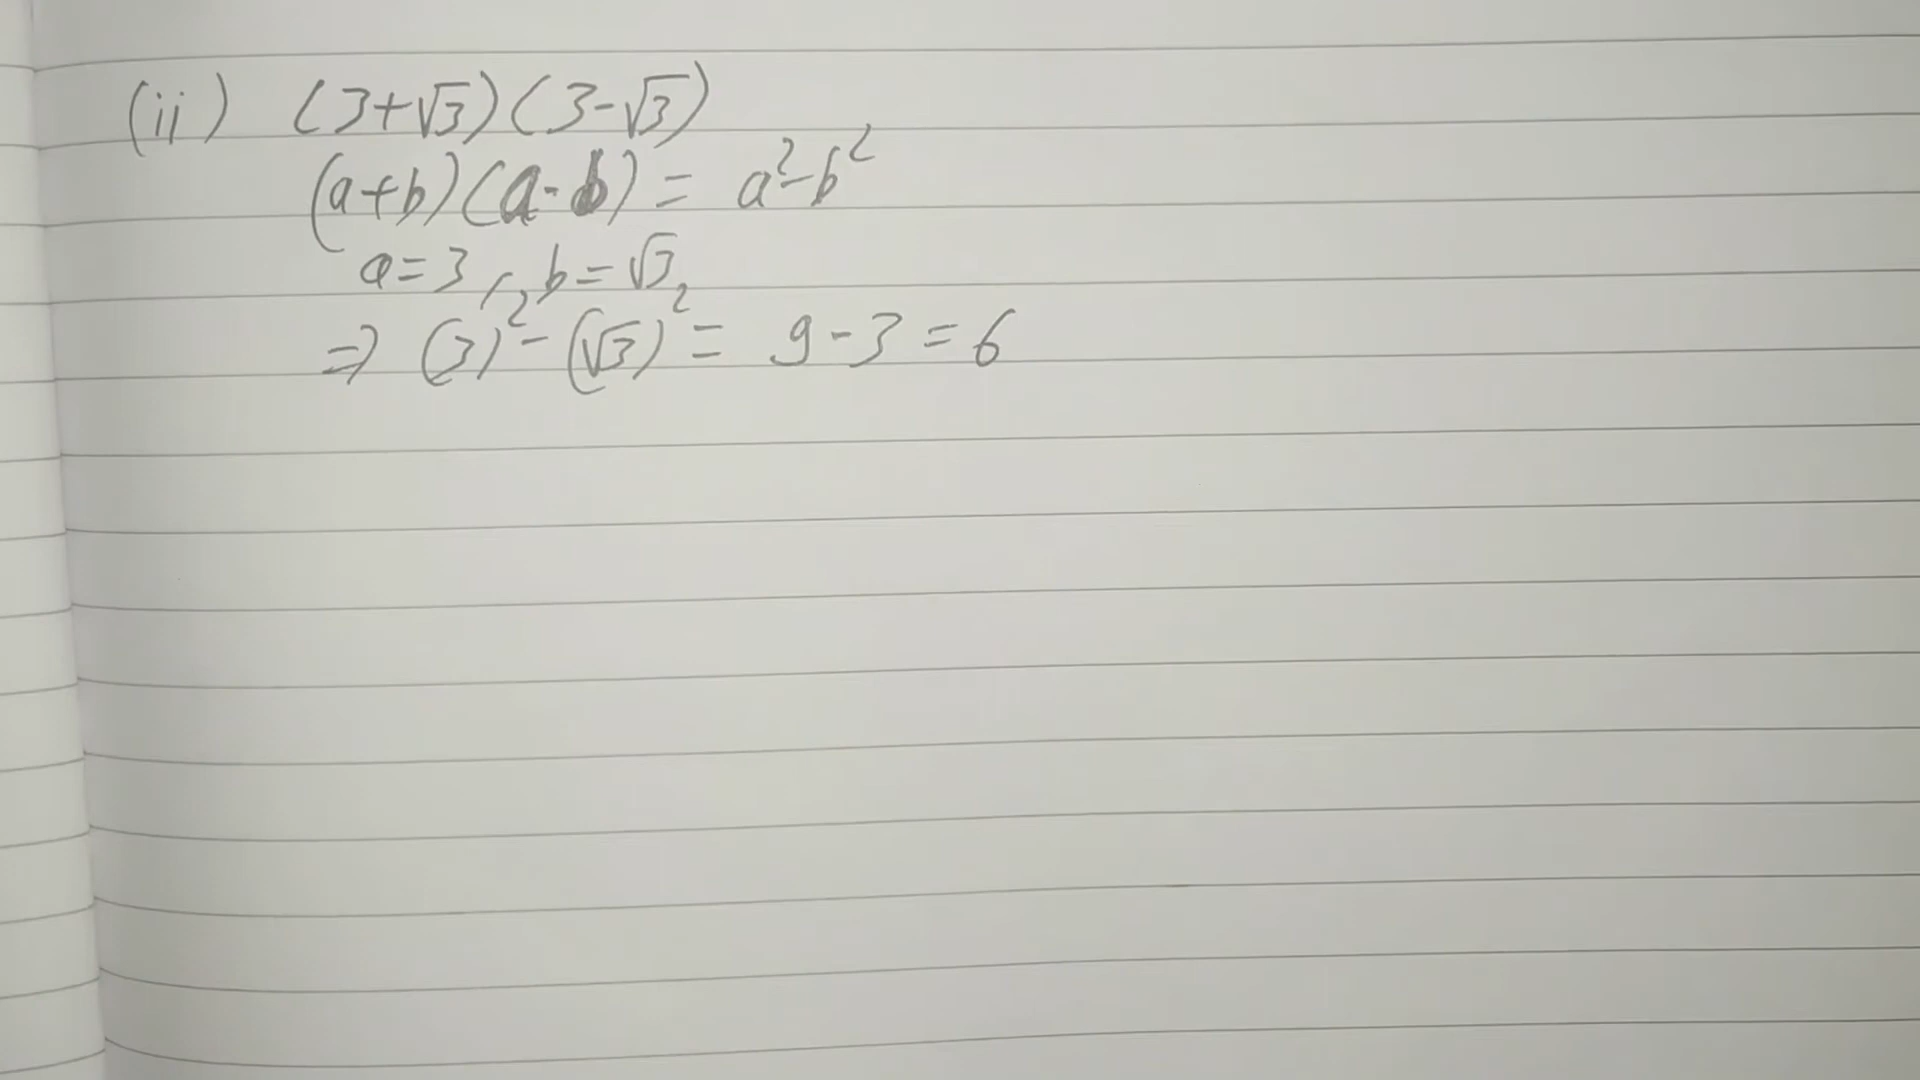 (ii) (3+√3)(3-√3)
(a+b)(a-b) = a²-b²
a=3, b=√3
⇒ (3)² - (√3)² = 9-3=6